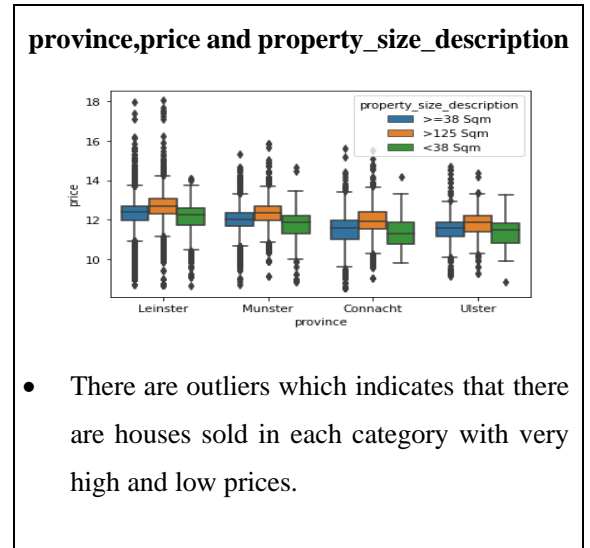 province,price and property_size_description
property_size_description
>=38 Sqm
>125 Sqm
<38 Sqm
18
16
14
12
10
price
Leinster Munster Connacht Ulster
province
• There are outliers which indicates that there
are houses sold in each category with very
high and low prices.